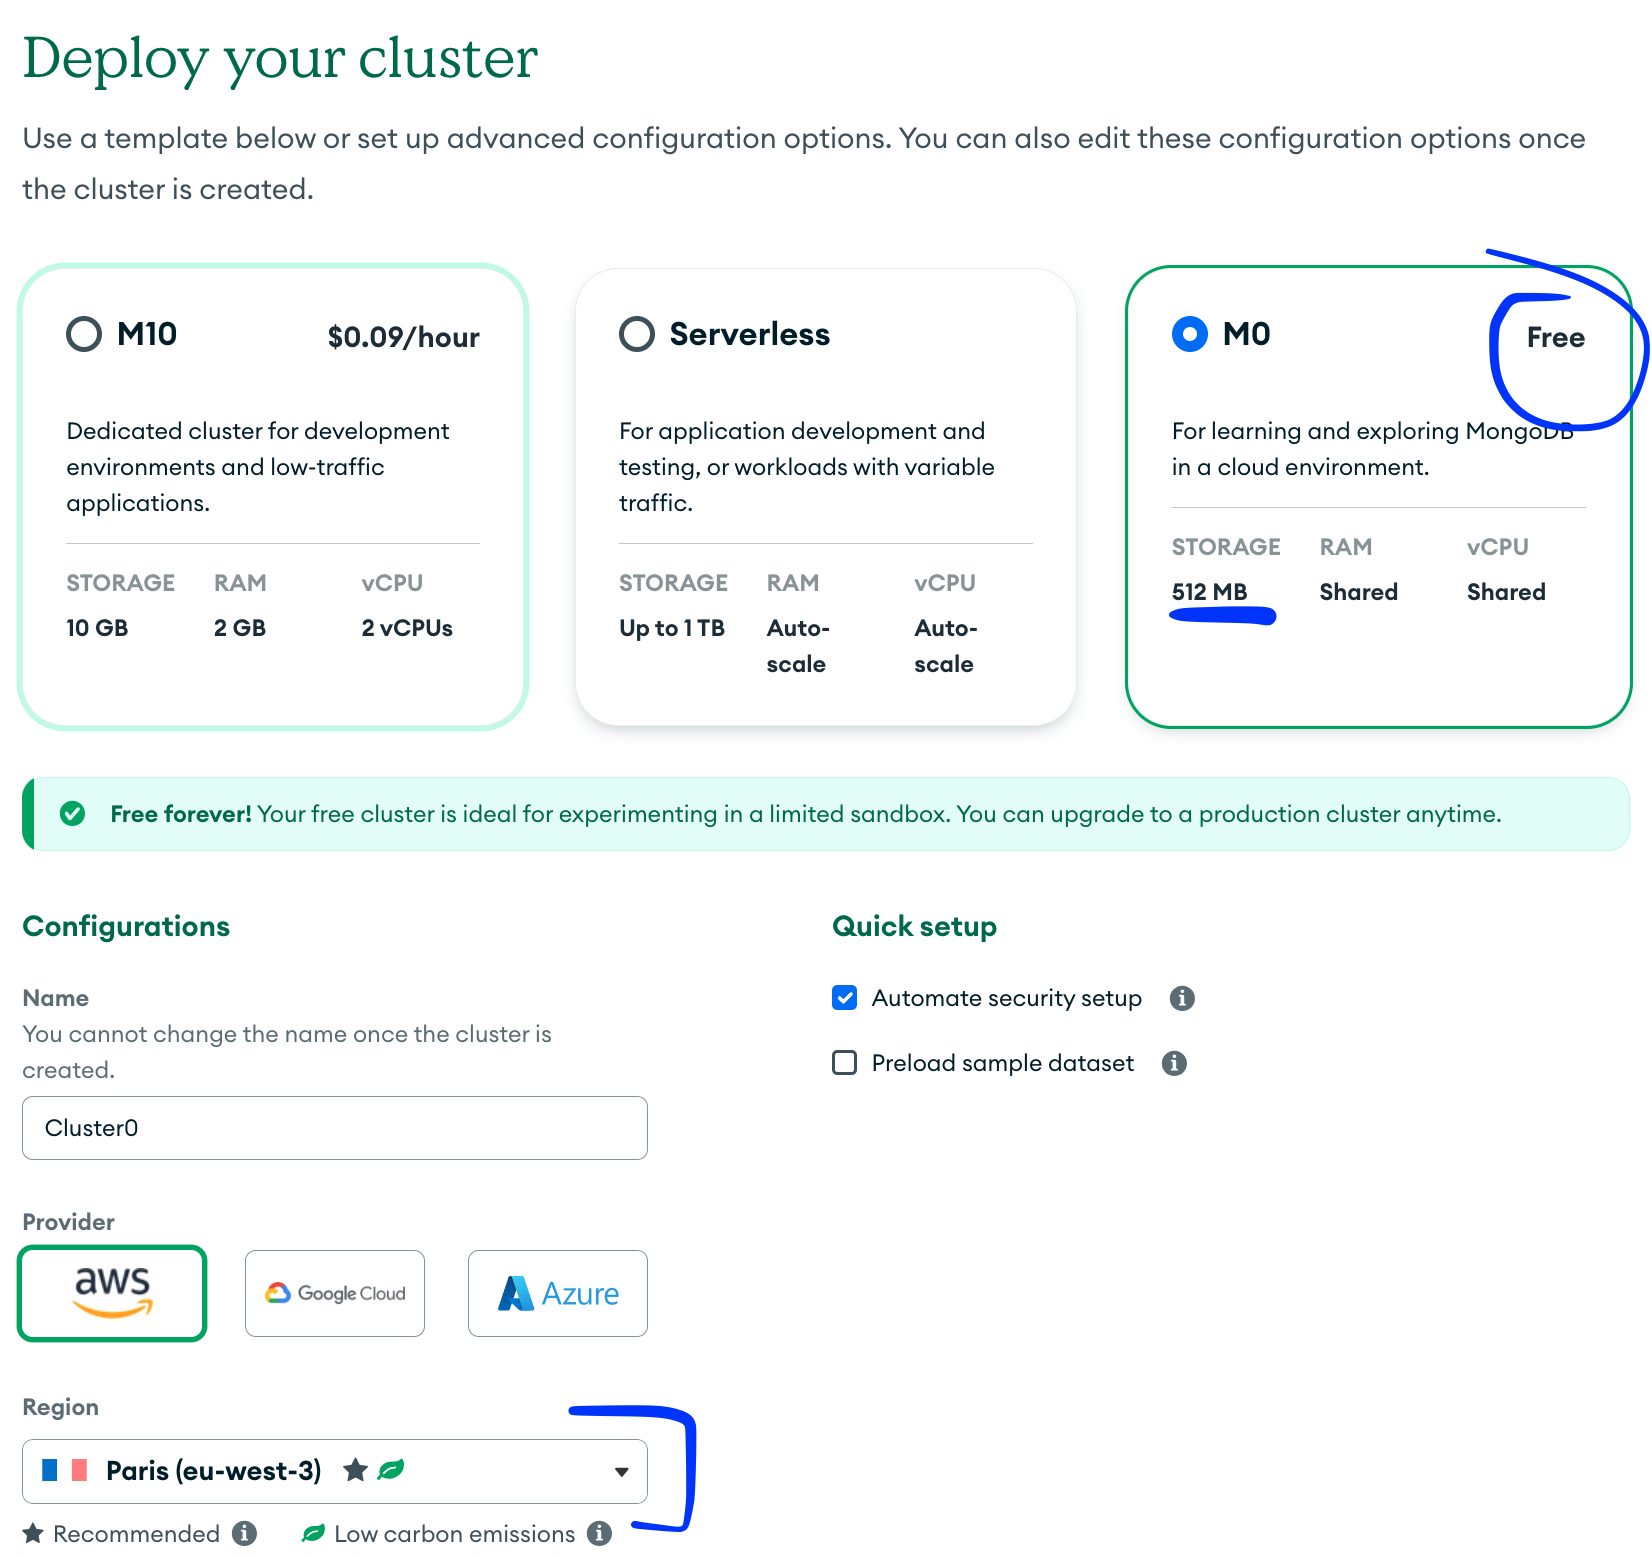 Deploy your cluster
Use a template below or set up advanced configuration options. You can also edit these configuration options once
the cluster is created.
M10 $0.09/hour
Dedicated cluster for development
environments and low-traffic
applications.
STORAGE RAM vCPU
10 GB 2 GB 2 vCPUs
Serverless
For application development and
testing, or workloads with variable
traffic.
STORAGE RAM vCPU
Up to 1 TB Auto- Auto-
scale scale
M0 Free
For learning and exploring MongoDB
in a cloud environment.
STORAGE RAM vCPU
512 MB Shared Shared
Free forever! Your free cluster is ideal for experimenting in a limited sandbox. You can upgrade to a production cluster anytime.
Configurations
Name
You cannot change the name once the cluster is
created.
Cluster0
Provider
aws Google Cloud Azure
Region
Paris (eu-west-3)
Recommended Low carbon emissions
Quick setup
Automate security setup
Preload sample dataset